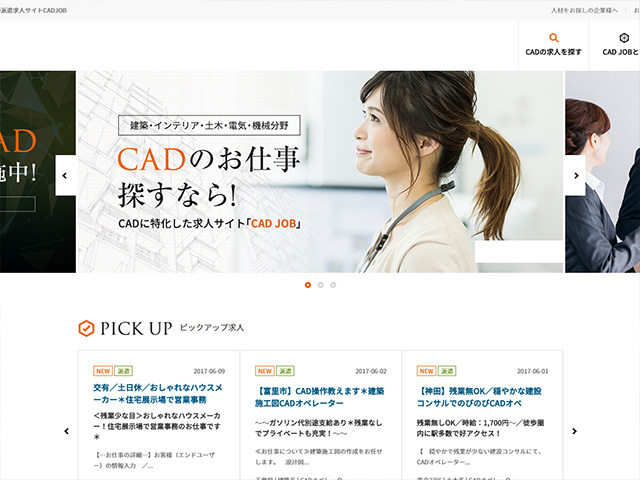 派遣求人サイトCADJOB
人材をお探しの企業様へ
お
CADの求人を探す
CAD JOBと
CAD
施中!
建築・インテリア・土木・電気・機械分野
CADのお仕事
探すなら!
CADに特化した求人サイト「CAD JOB」
PICK UP ピックアップ求人
NEW 派遣 2017-06-09
交有／土日休／おしゃれなハウスメ
ーカー＊住宅展示場で営業事務
＜残業少な目＞おしゃれなハウスメーカ
ー！住宅展示場で営業事務のお仕事です
＊
【…お仕事の詳細…】お客様（エンドユーザ
ー）の情報入力 ／...
NEW 派遣 2017-06-02
【富里市】CAD操作教えます＊建築
施工図CADオペレーター
～～ガソリン代別途支給あり＊残業なし
でプライベートも充実！～～
≪お仕事について≫建築施工図の作成をお任せ
します。 設計図...
NEW 派遣 2017-06-01
【神田】残業無OK／穏やかな建設
コンサルでのびのびCADオペ
残業無しOK／時給：1,700円～／徒歩圏
内に駅多数で好アクセス！
【 穏やかで残業が少ない建設コンサルにて、
CADオペレーター...